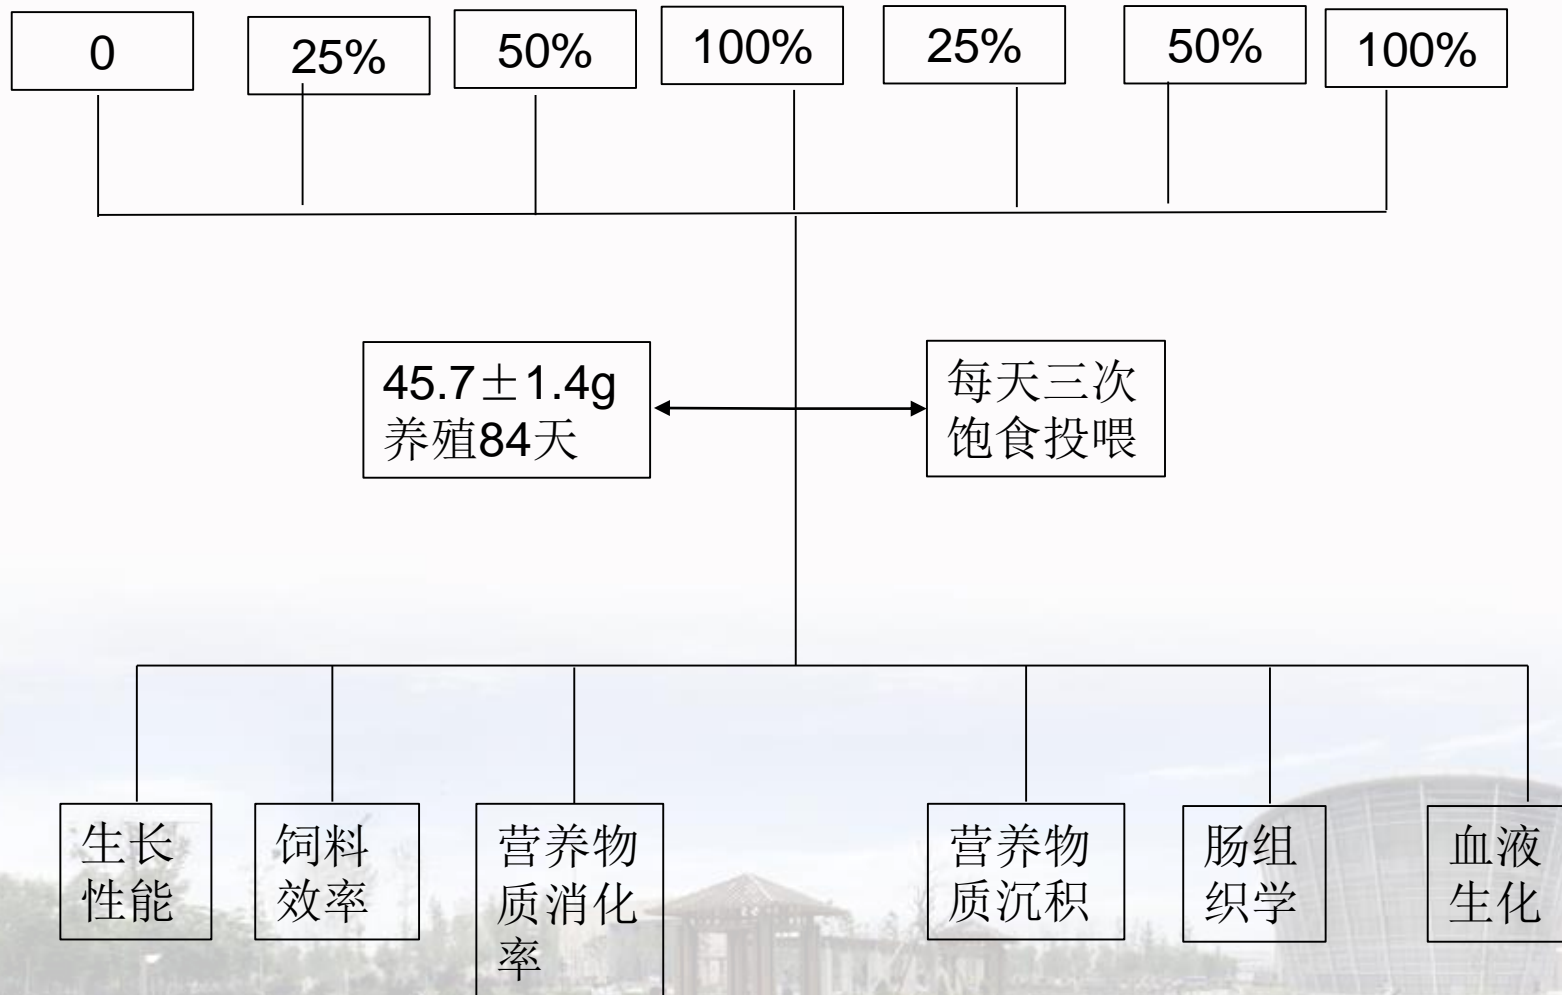 0
25%
50%
100%
25%
50%
100%
45.7±1.4g
养殖84天
每天三次
饱食投喂
生长
性能
饲料
效率
营养物
质消化
率
营养物
质沉积
肠组
织学
血液
生化